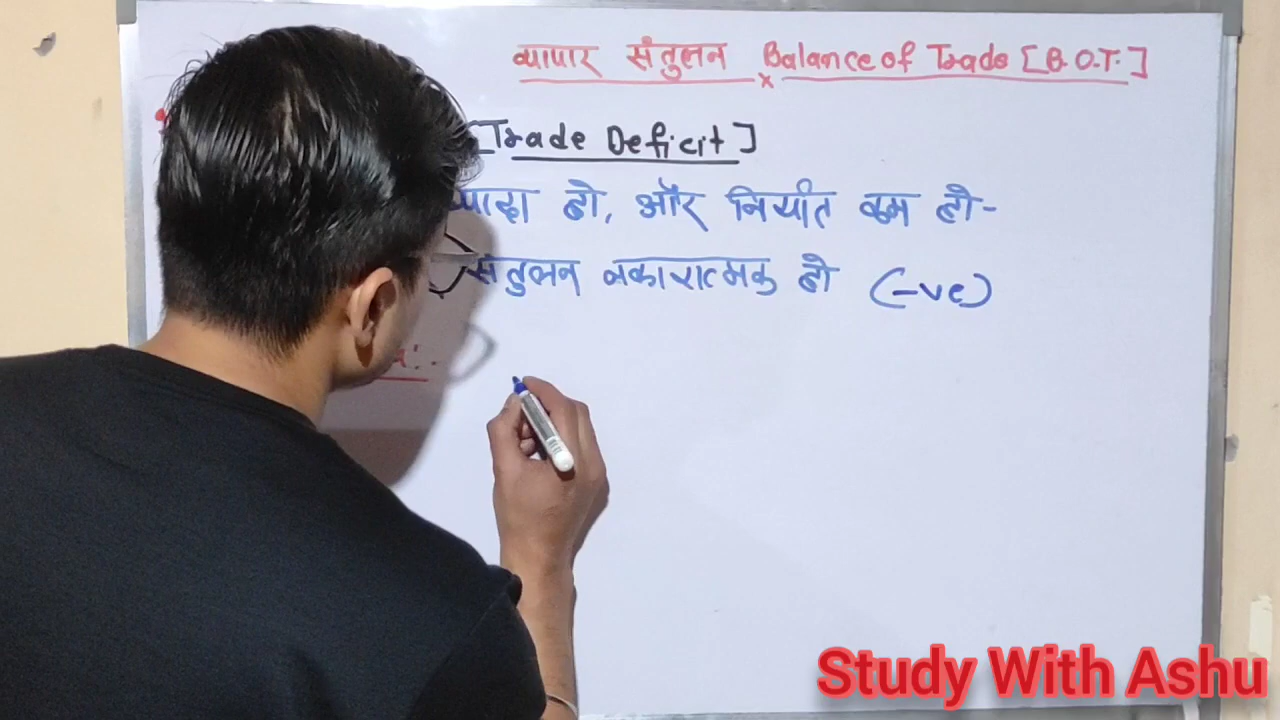 व्यापार संतुलन Balance of Trade [B.O.T.]
[Trade Deficit]
हो, और निर्यात कम हो-
संतुलन नकारात्मक हो (-ve)
Study With Ashu